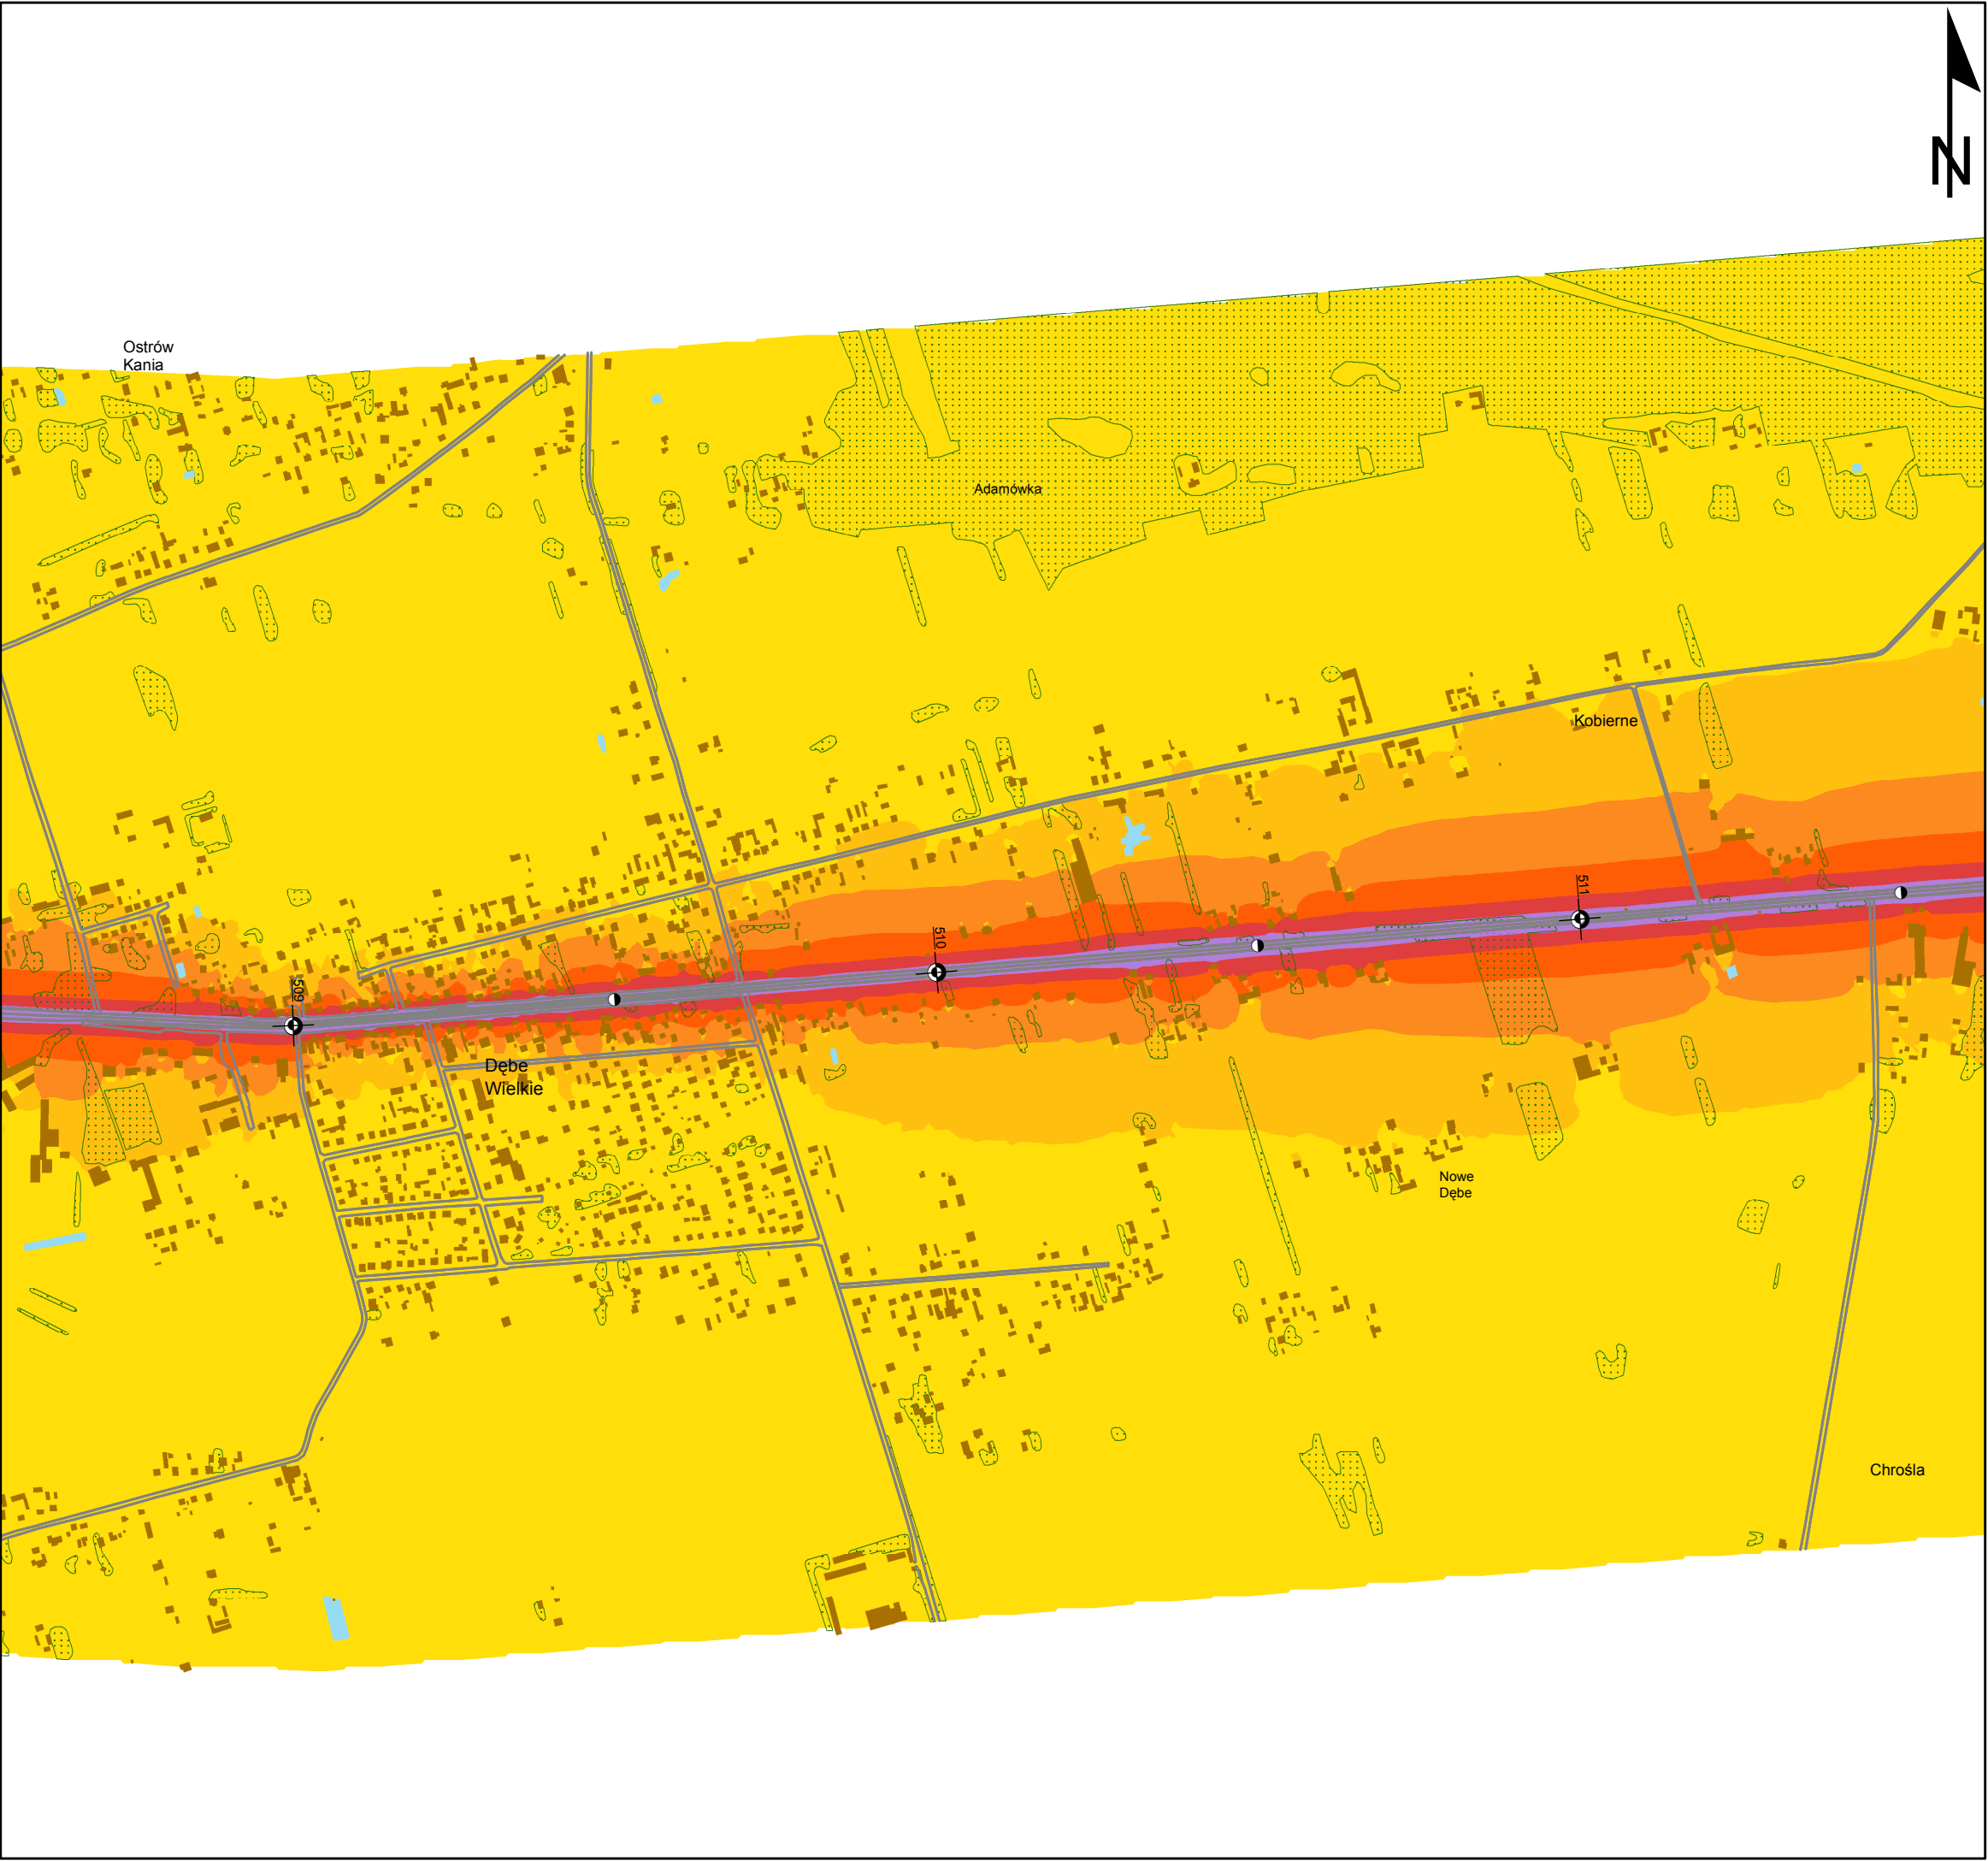 N
Ostrów
Kania
Adamówka
Kobierne
511
510
509
Dębe
Wielkie
Nowe
Dębe
Chrośla